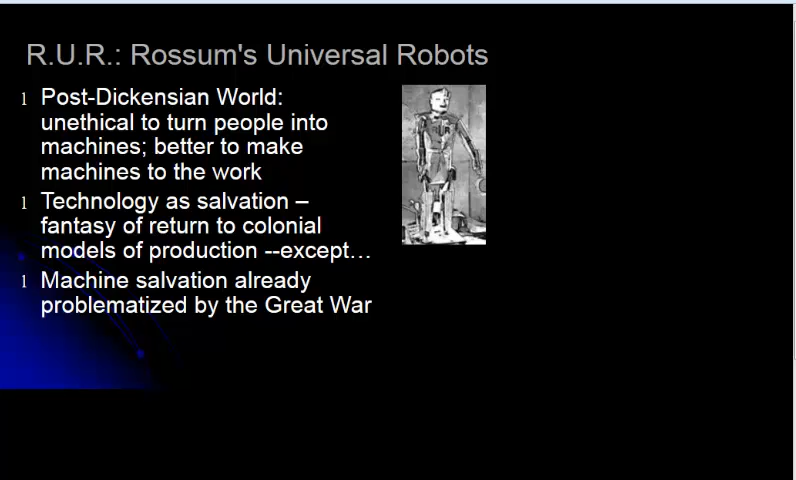 R.U.R.: Rossum's Universal Robots
l Post-Dickensian World:
unethical to turn people into
machines; better to make
machines to the work
l Technology as salvation –
fantasy of return to colonial
models of production --except…
l Machine salvation already
problematized by the Great War